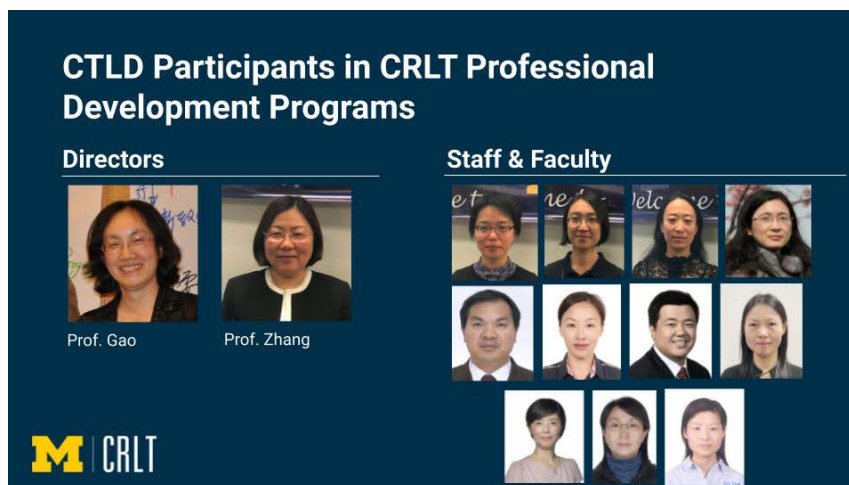 CTLD Participants in CRLT Professional
Development Programs
Directors
Staff & Faculty
Prof. Gao
Prof. Zhang
M | CRLT